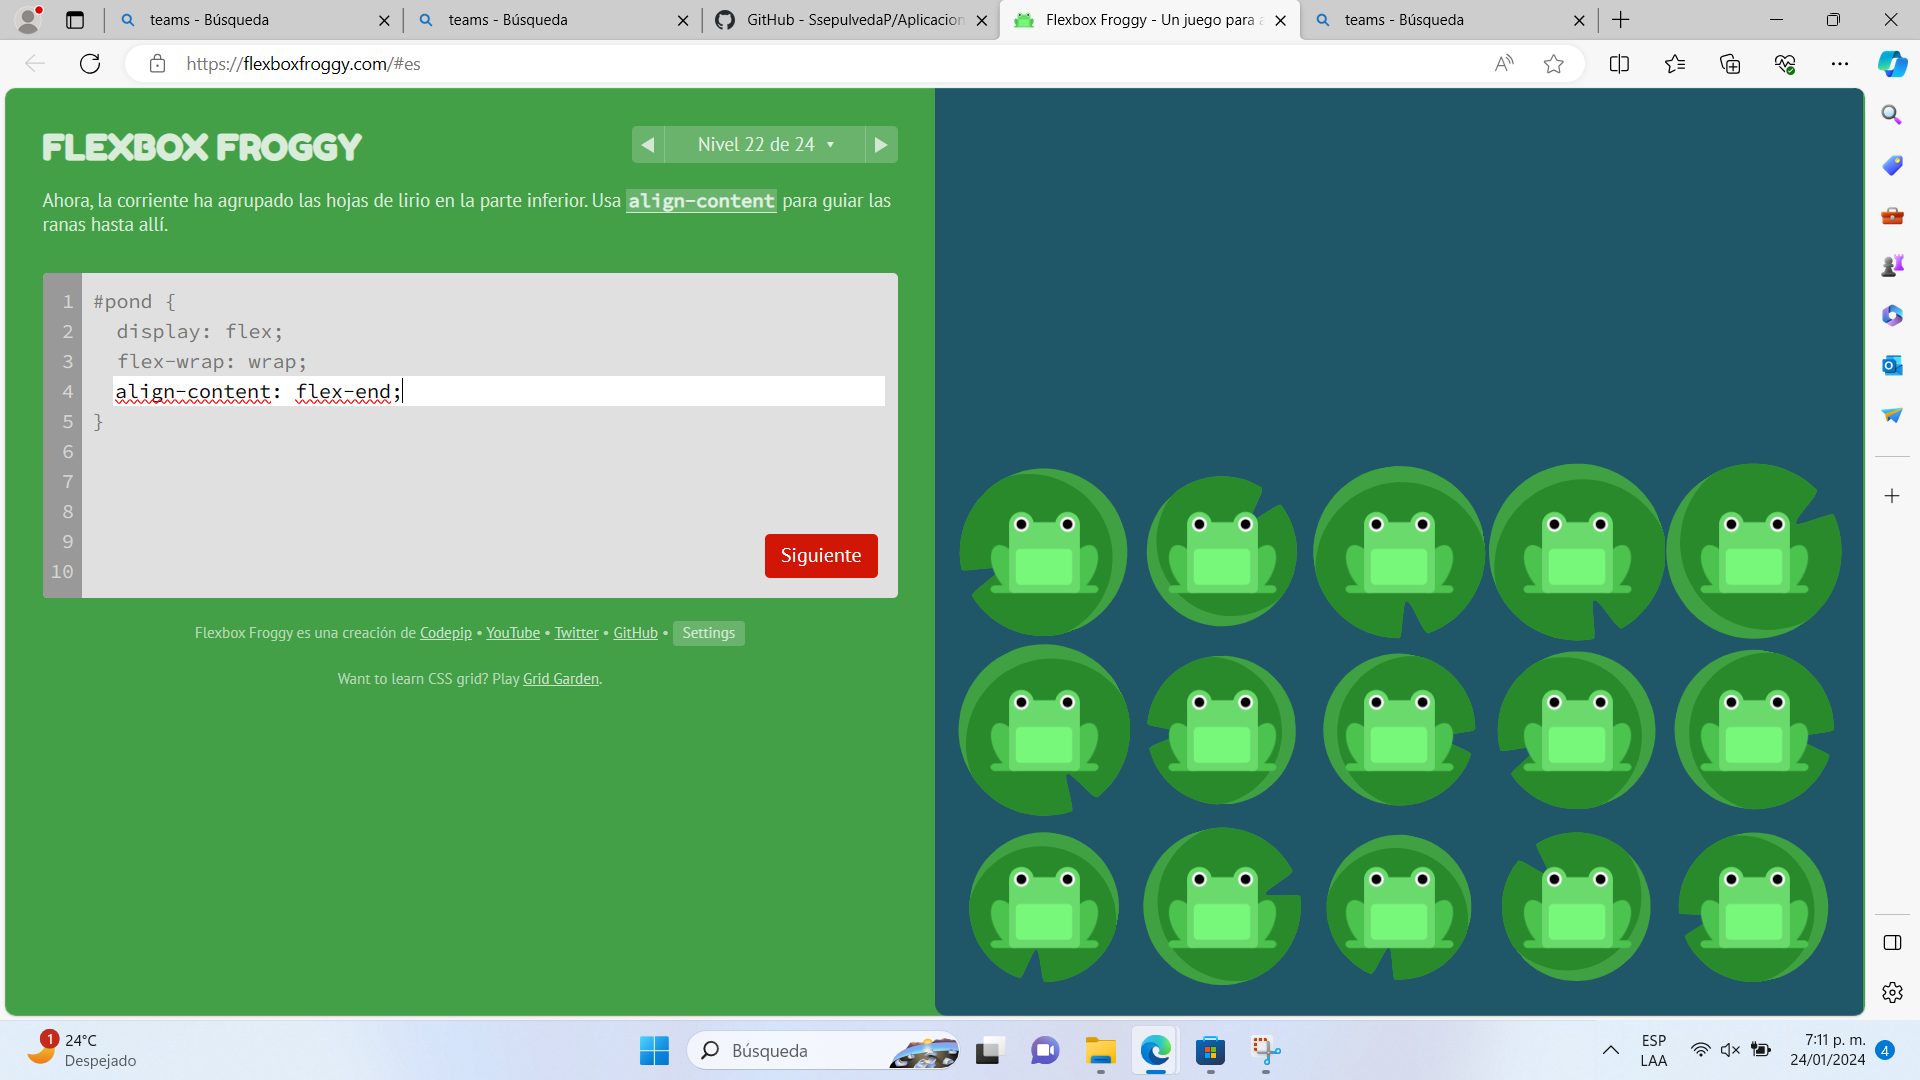 teams - Búsqueda
teams - Búsqueda
GitHub - SsepulvedaP/Aplicacion
Flexbox Froggy - Un juego para a
teams - Búsqueda
https://flexboxfroggy.com/#es
FLEXBOX FROGGY
Nivel 22 de 24
Ahora, la corriente ha agrupado las hojas de lirio en la parte inferior. Usa align-content para guiar las
ranas hasta allí.
1 #pond {
2 display: flex;
3 flex-wrap: wrap;
4 align-content: flex-end;
5 }
6
7
8
9
10
Siguiente
Flexbox Froggy es una creación de Codepip • YouTube • Twitter • GitHub • Settings
Want to learn CSS grid? Play Grid Garden.
1
24°C
Despejado
Búsqueda
ESP
LAA
7:11 p. m.
24/01/2024
4